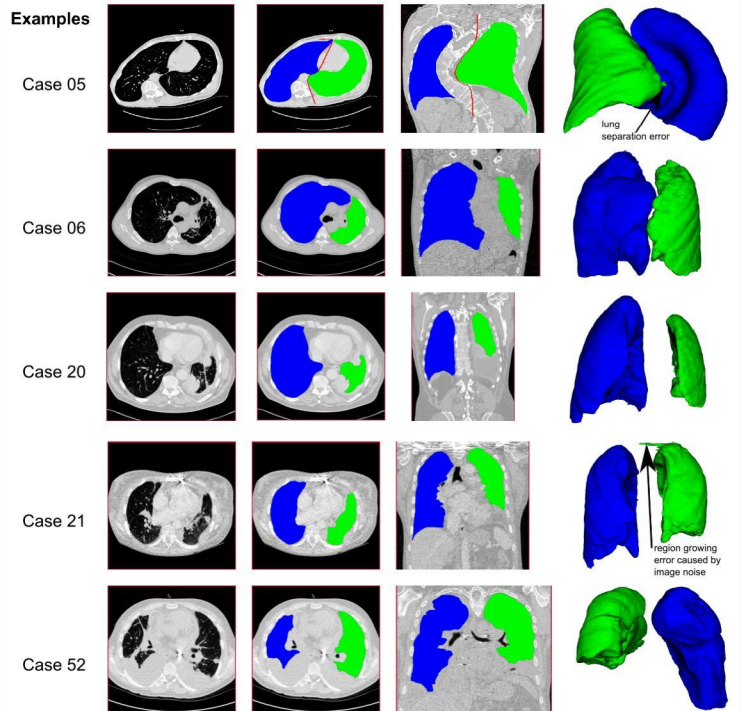 Examples
Case 05
lung
separation error
Case 06
Case 20
Case 21
region growing
error caused by
image noise
Case 52